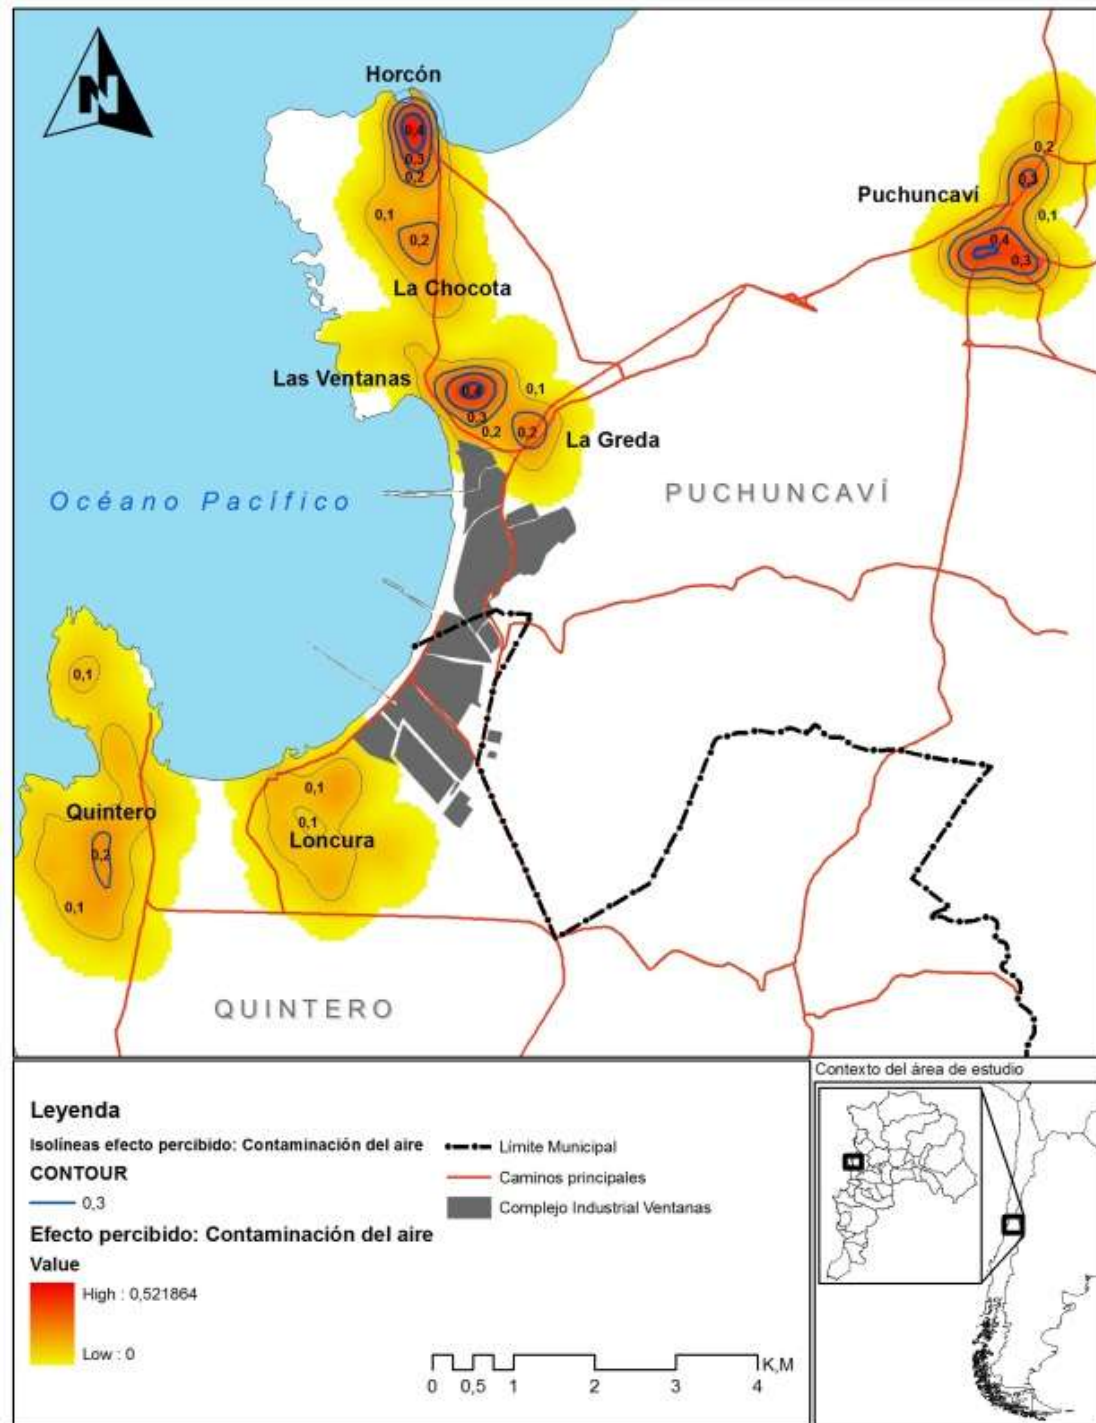 N
Horcón
0,4
0,3
0,2
0,1
0,2
La Chocota
0,2
0,3
Puchuncaví
0,1
0,4
0,3
Las Ventanas
0,4
0,1
0,3
0,2
0,2
La Greda
Océano Pacífico
PUCHUNCAVÍ
0,1
0,1
Quintero
0,1
Loncura
0,2
0,1
QUINTERO
Leyenda
Isolíneas efecto percibido: Contaminación del aire
CONTOUR
0,3
Efecto percibido: Contaminación del aire
Value
High : 0,521864
Low : 0
Límite Municipal
Caminos principales
Complejo Industrial Ventanas
K,M
0 0,5 1 2 3 4
Contexto del área de estudio